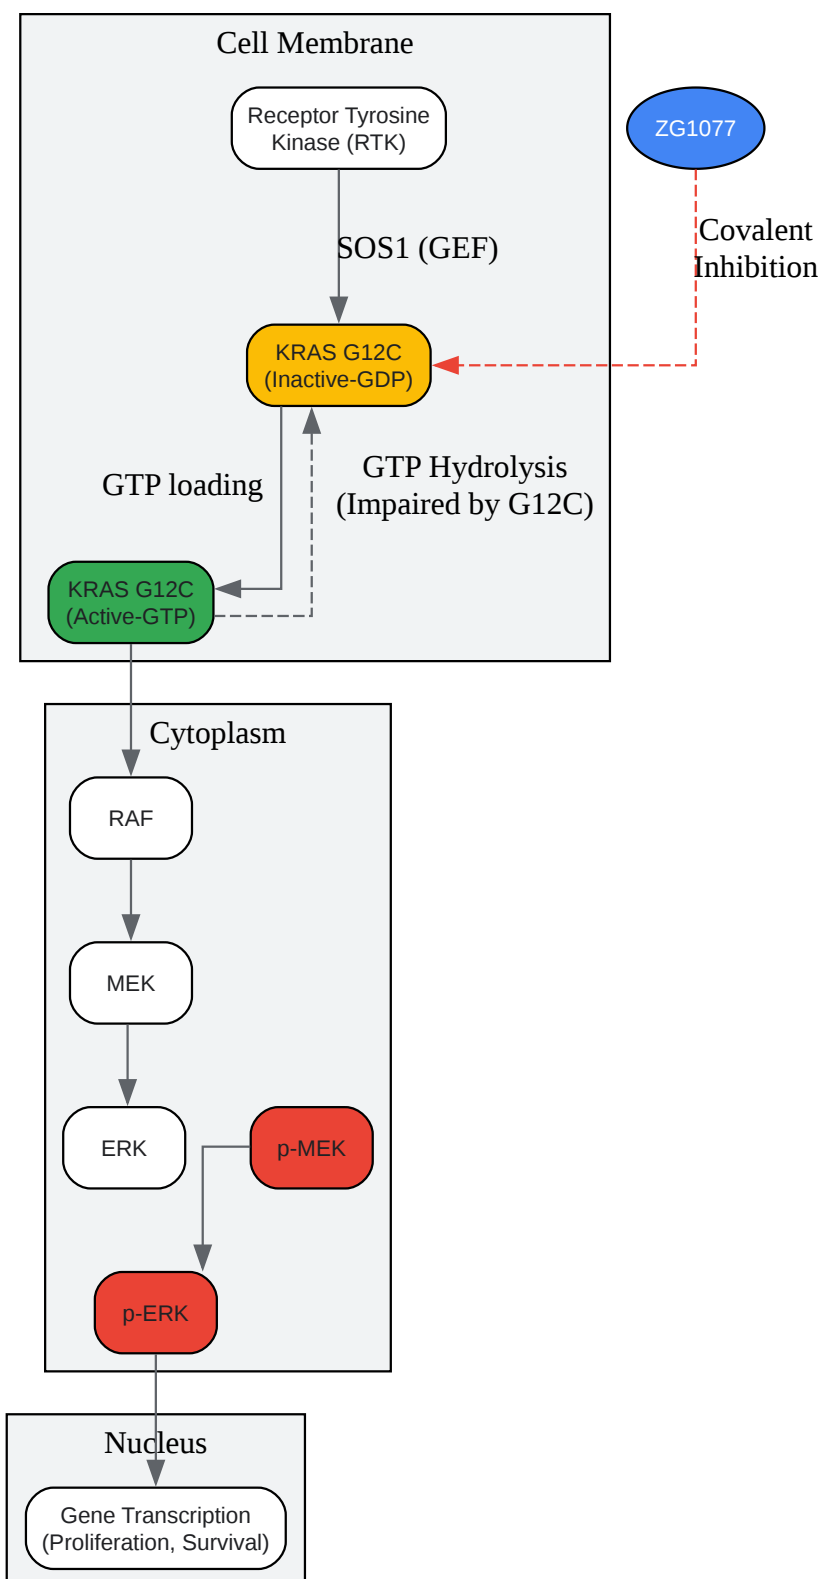 Cell Membrane
Receptor Tyrosine
Kinase (RTK)
ZG1077
SOS1 (GEF)
Covalent
Inhibition
KRAS G12C
(Inactive-GDP)
GTP loading
GTP Hydrolysis
(Impaired by G12C)
KRAS G12C
(Active-GTP)
Cytoplasm
RAF
MEK
ERK
p-MEK
p-ERK
Nucleus
Gene Transcription
(Proliferation, Survival)